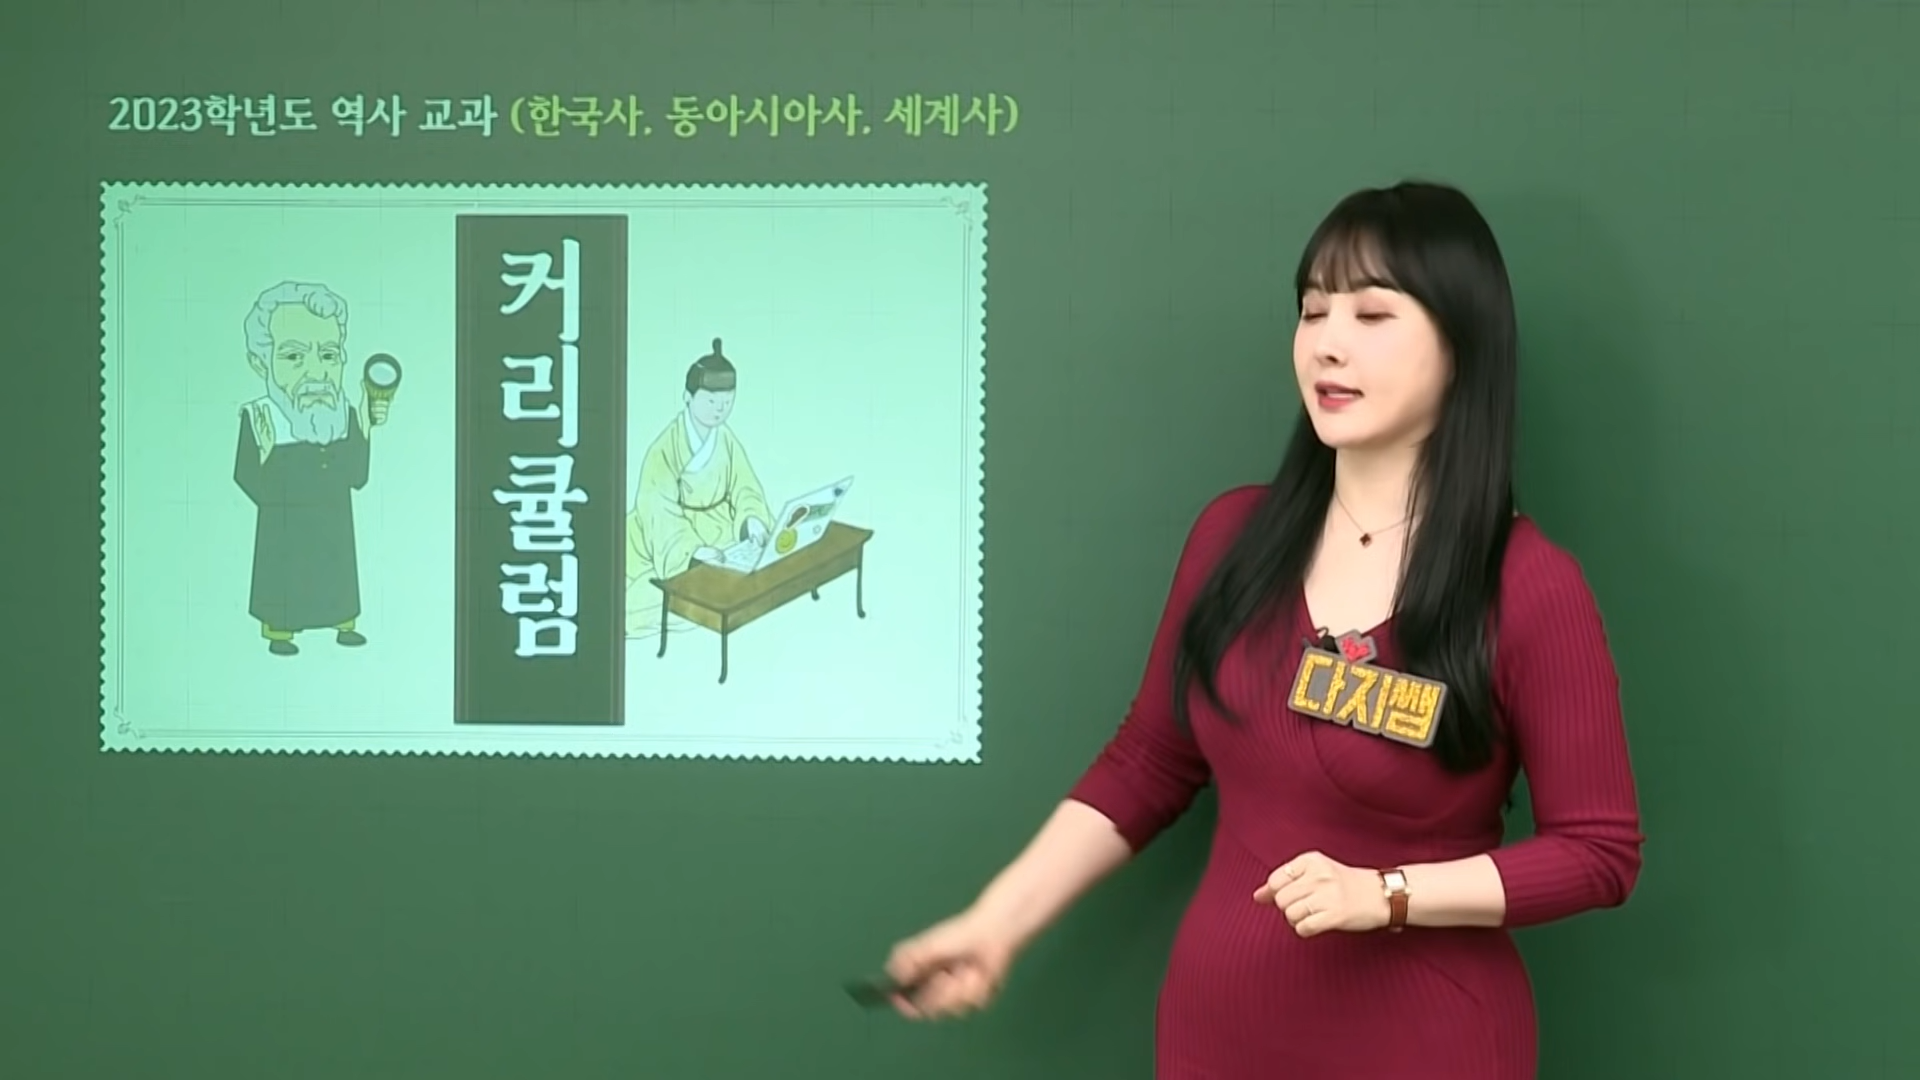 2023학년도 역사 교과 (한국사, 동아시아사, 세계사)
커리큘럼
다지쌤